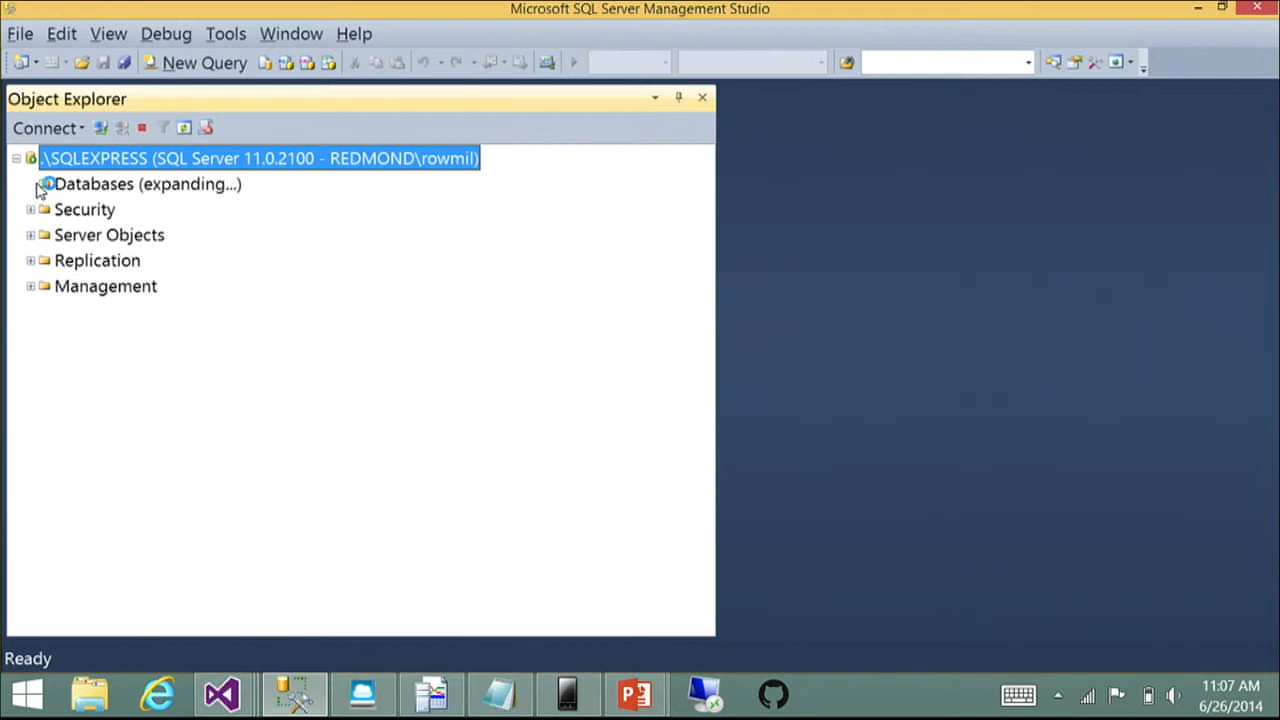 Microsoft SQL Server Management Studio
File Edit View Debug Tools Window Help
New Query
Object Explorer
Connect
.\SQLEXPRESS (SQL Server 11.0.2100 - REDMOND\rowmil)
Databases (expanding...)
Security
Server Objects
Replication
Management
Ready
11:07 AM
6/26/2014